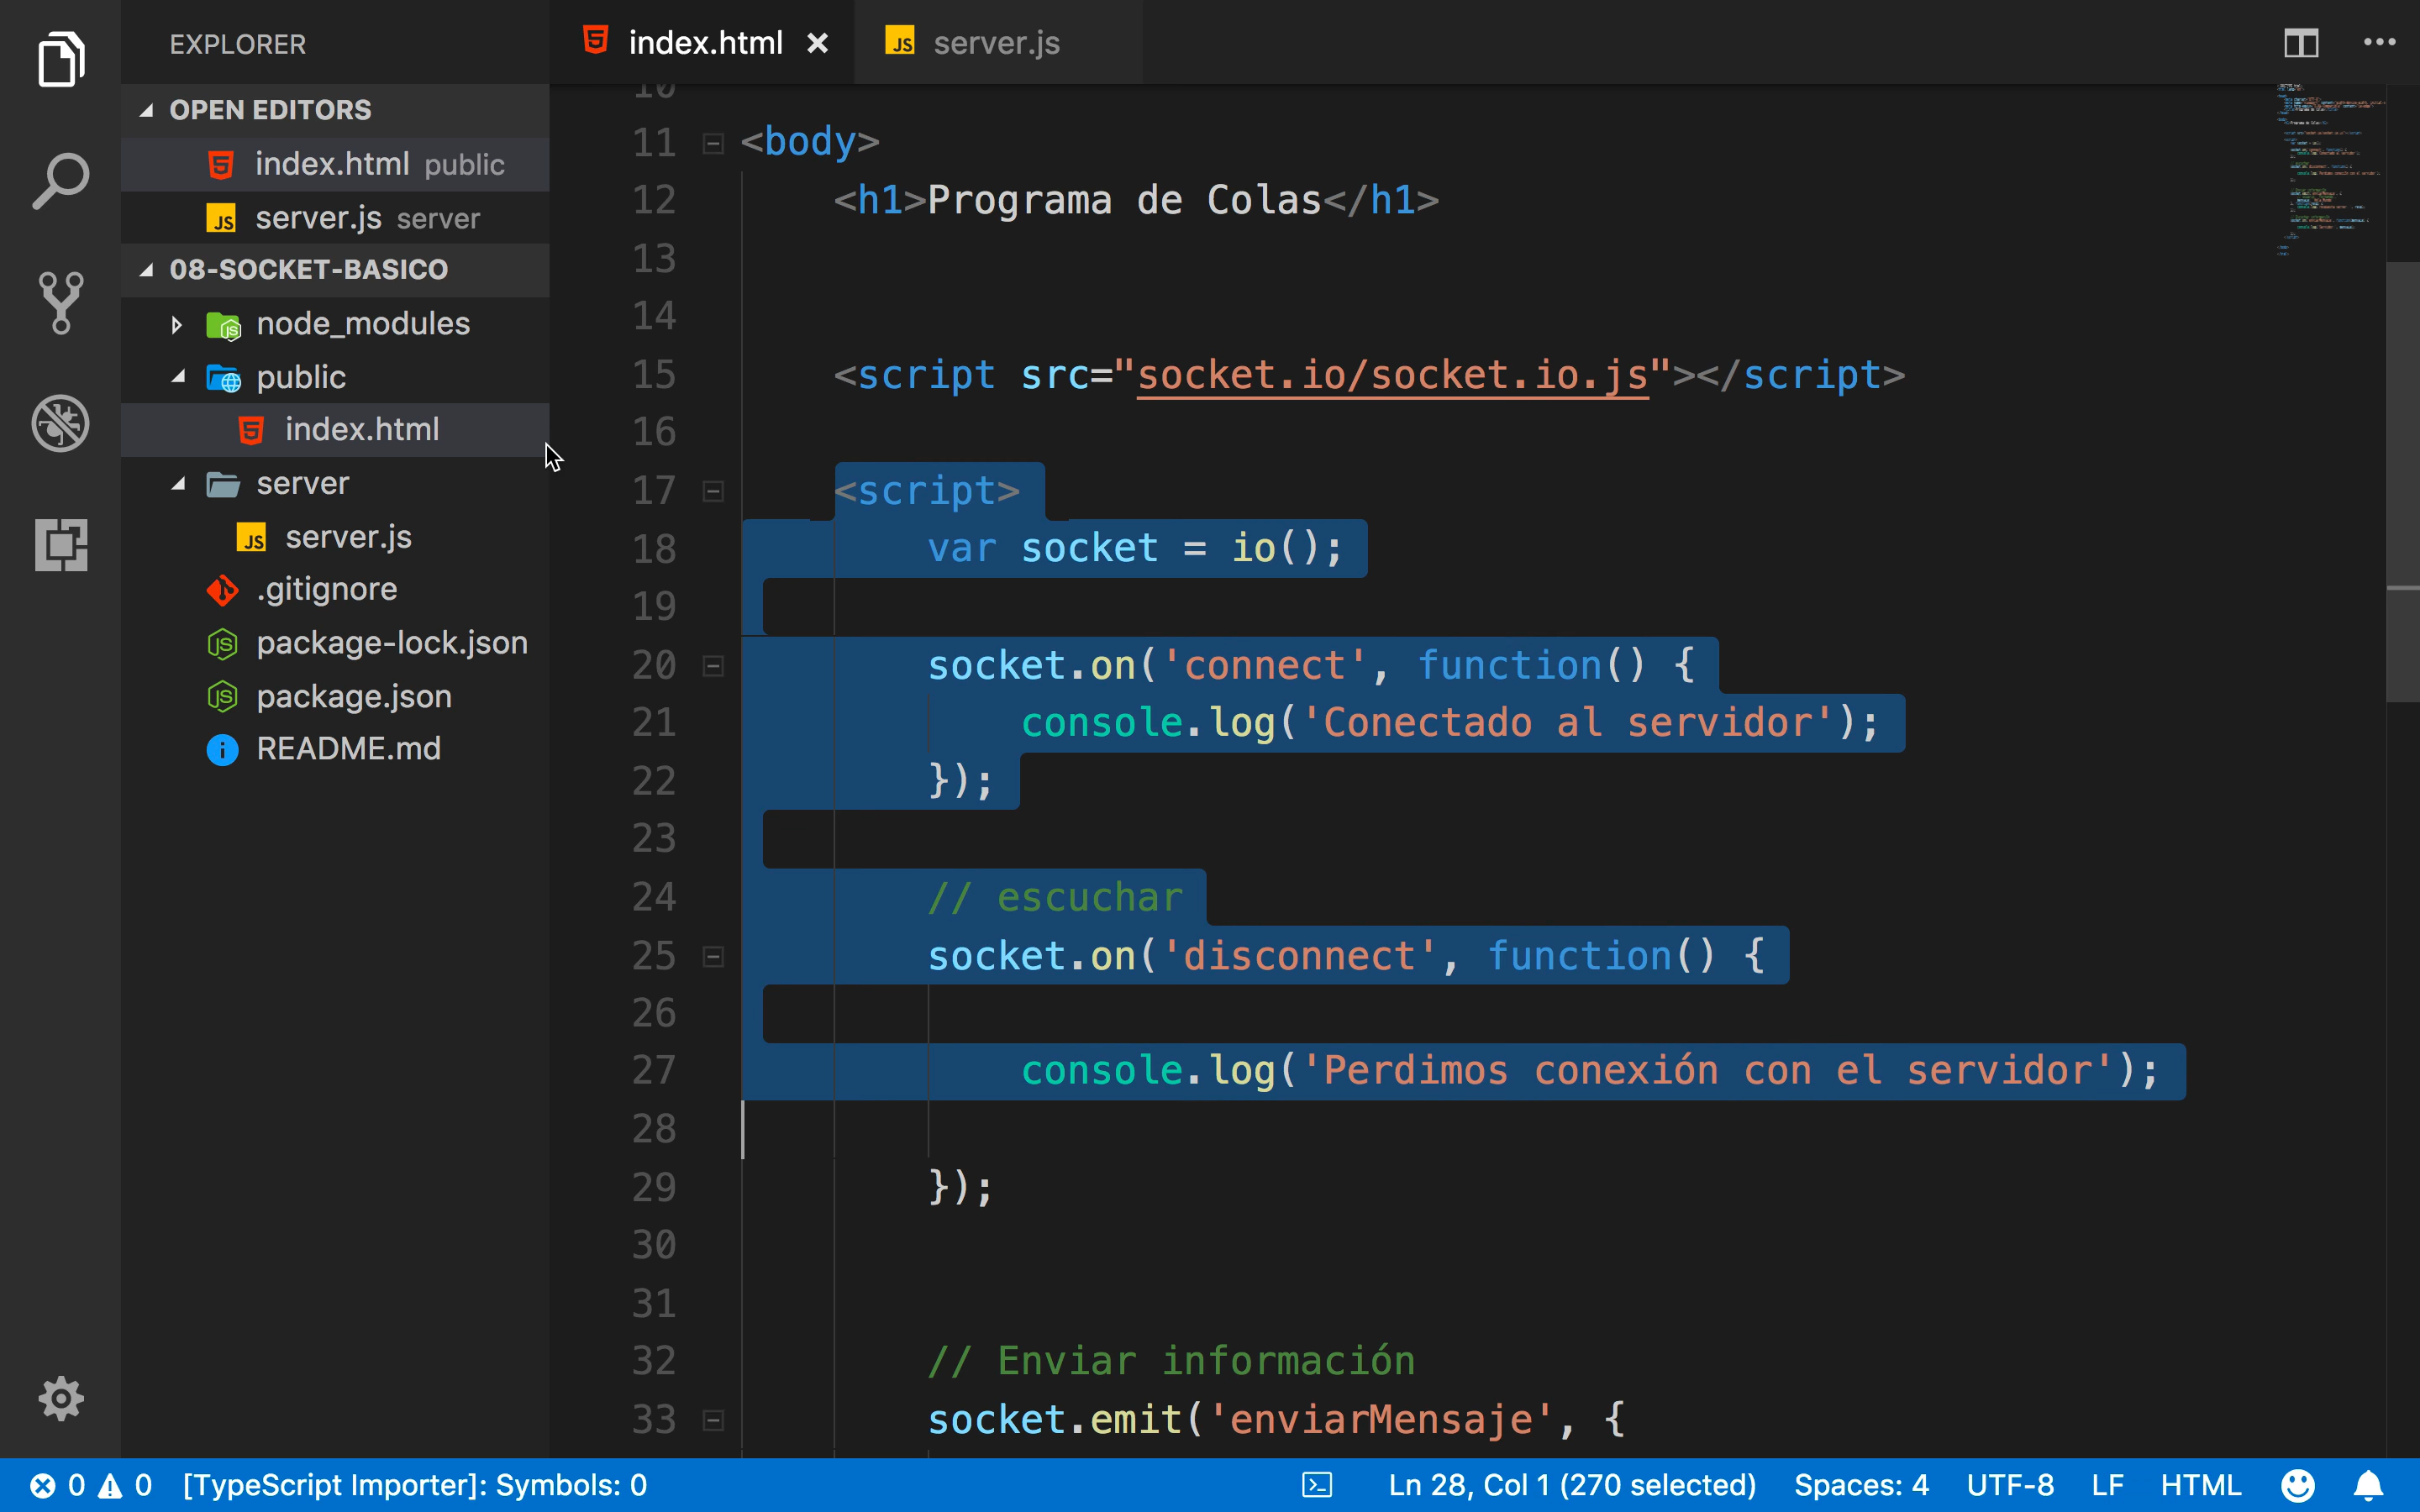 EXPLORER
index.html
server.js
OPEN EDITORS
index.html public
server.js server
08-SOCKET-BASICO
node_modules
public
index.html
server
server.js
.gitignore
package-lock.json
package.json
README.md
10
11 <body>
12 <h1>Programa de Colas</h1>
13
14
15 <script src="socket.io/socket.io.js"></script>
16
17 <script>
18 var socket = io();
19
20 socket.on('connect', function() {
21 console.log('Conectado al servidor');
22 });
23
24 // escuchar
25 socket.on('disconnect', function() {
26
27 console.log('Perdimos conexión con el servidor');
28
29 });
30
31
32 // Enviar información
33 socket.emit('enviarMensaje', {
0 0 [TypeScript Importer]: Symbols: 0
Ln 28, Col 1 (270 selected) Spaces: 4 UTF-8 LF HTML